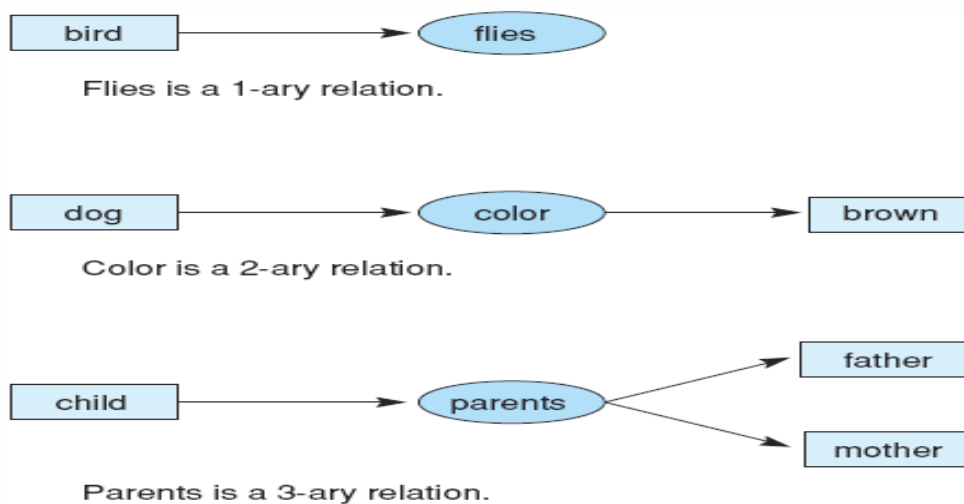 bird flies
Flies is a 1-ary relation.
dog color brown
Color is a 2-ary relation.
father
child parents
mother
Parents is a 3-ary relation.